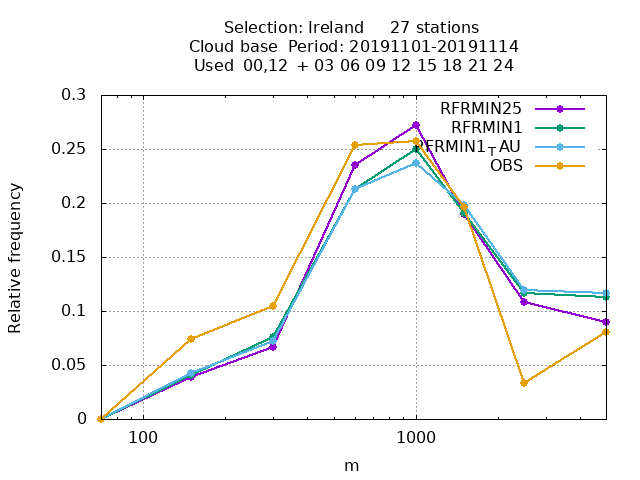 Selection: Ireland 27 stations
Cloud base Period: 20191101-20191114
Used 00,12 + 03 06 09 12 15 18 21 24
0.3
0.25
0.2
0.15
0.1
0.05
0
Relative frequency
100
1000
m
RFRMIN25
RFRMIN1
RFRMIN1TAU
OBS